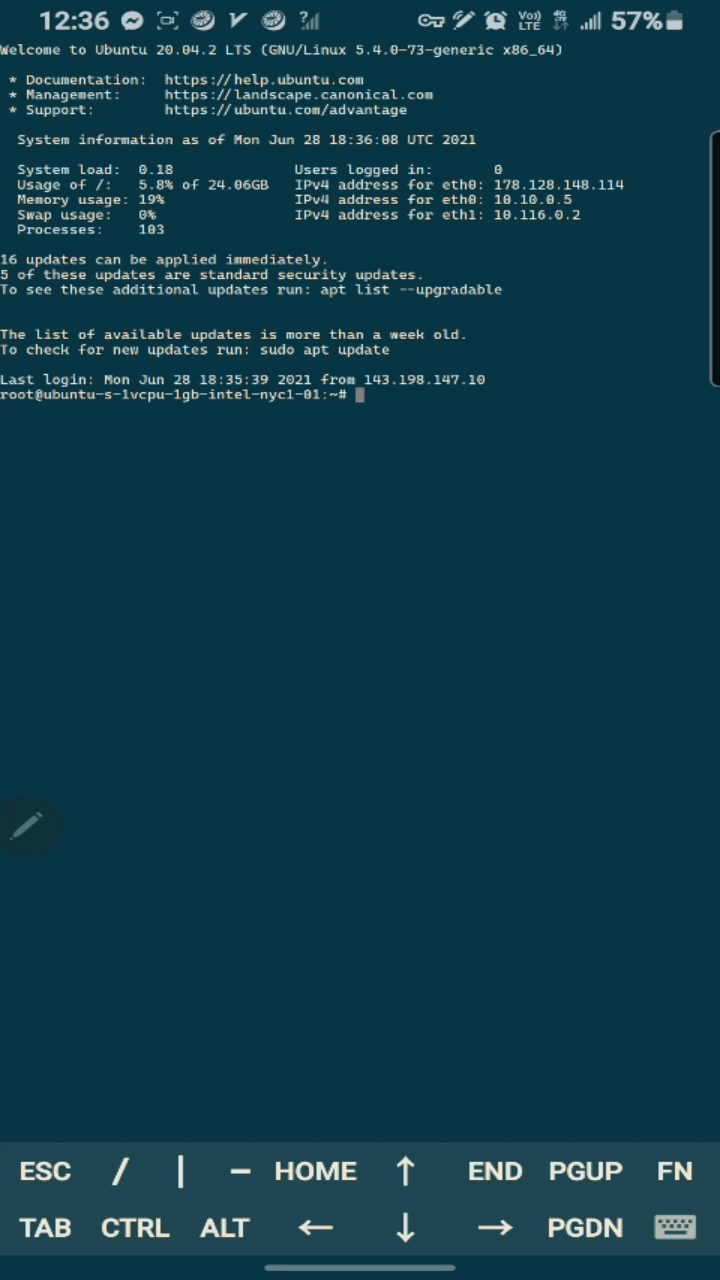 12:36 ? Vo) LTE 4G 57%
Welcome to Ubuntu 20.04.2 LTS (GNU/Linux 5.4.0-73-generic x86_64)
* Documentation: https://help.ubuntu.com
* Management: https://landscape.canonical.com
* Support: https://ubuntu.com/advantage
System information as of Mon Jun 28 18:36:08 UTC 2021
System load: 0.18 Users logged in: 0
Usage of /: 5.8% of 24.06GB IPv4 address for eth0: 178.128.148.114
Memory usage: 19% IPv4 address for eth0: 10.10.0.5
Swap usage: 0% IPv4 address for eth1: 10.116.0.2
Processes: 103
16 updates can be applied immediately.
5 of these updates are standard security updates.
To see these additional updates run: apt list --upgradable
The list of available updates is more than a week old.
To check for new updates run: sudo apt update
Last login: Mon Jun 28 18:35:39 2021 from 143.198.147.10
root@ubuntu-s-1vcpu-1gb-intel-nyc1-01:~#
ESC / | − HOME ↑ END PGUP FN
TAB CTRL ALT ← ↓ → PGDN